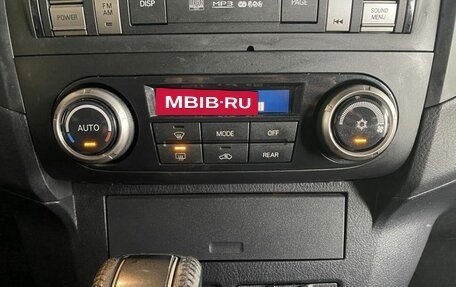 POWER
FM
AM
DISP
MP3
PAGE
SOUND
MENU
MBIB-RU
AUTO
MODE
OFF
REAR